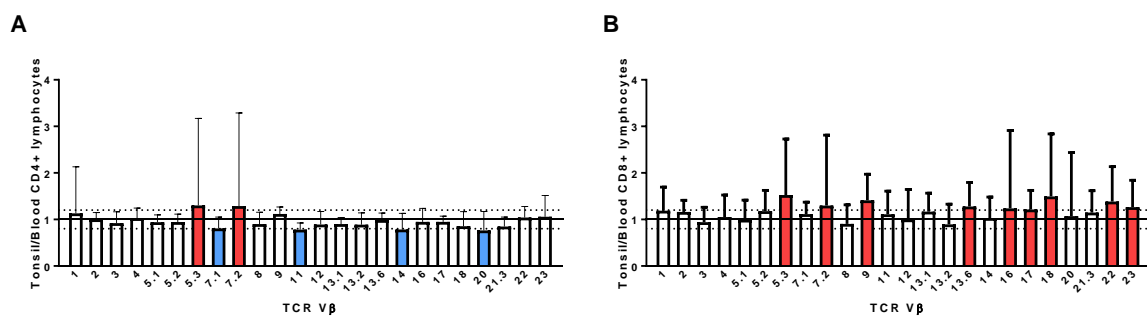 A
Tonsil/Blood CD4+ lymphocytes
4
3
2
1
0
1 2 3 4 5.1 5.2 5.3 7.1 7.2 8 9 11 12 13.1 13.2 13.6 14 16 17 18 20 21.3 22 23
TCR Vβ
B
Tonsil/Blood CD8+ lymphocytes
4
3
2
1
0
1 2 3 4 5.1 5.2 5.3 7.1 7.2 8 9 11 12 13.1 13.2 13.6 14 16 17 18 20 21.3 22 23
TCR Vβ